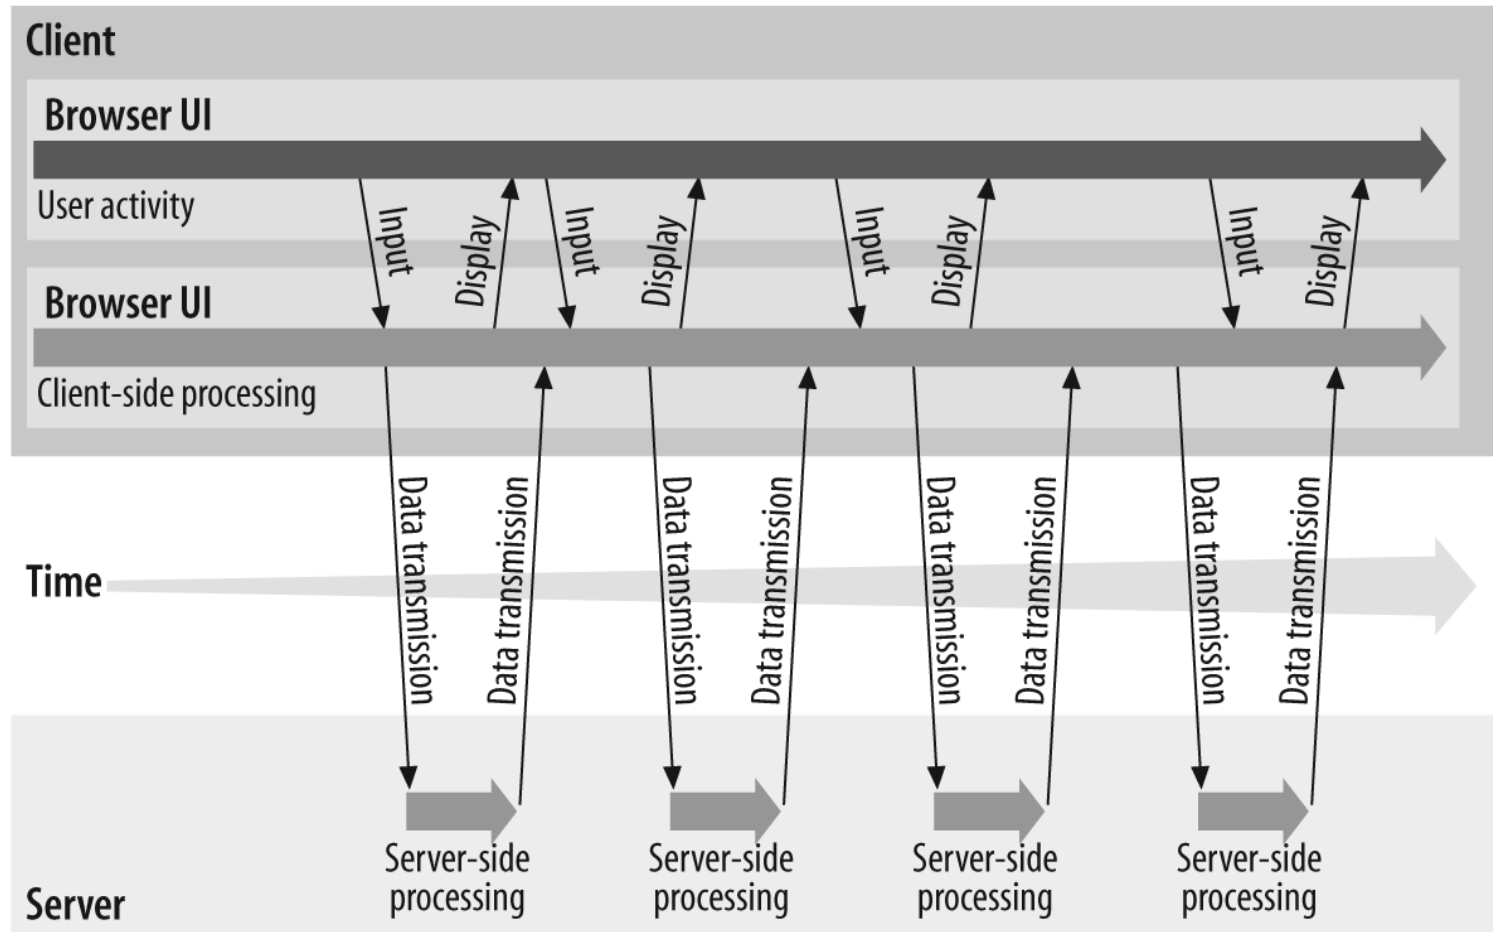 Client
Browser UI
User activity
Input
Display
Input
Display
Input
Display
Input
Display
Browser UI
Client-side processing
Data transmission
Data transmission
Data transmission
Data transmission
Data transmission
Data transmission
Data transmission
Data transmission
Time
Server-side
processing
Server-side
processing
Server-side
processing
Server-side
processing
Server